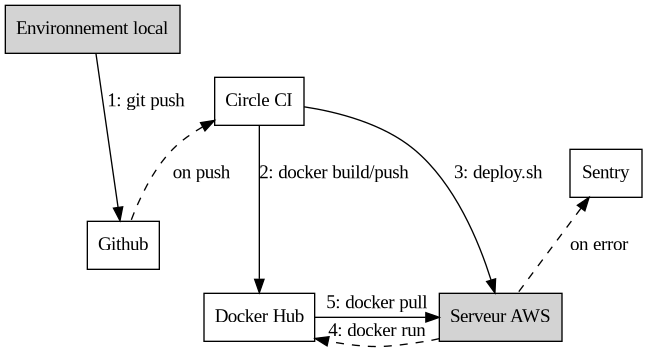 Environnement local
Circle CI
1: git push
on push
2: docker build/push
3: deploy.sh
Sentry
Github
on error
5: docker pull
Docker Hub
Serveur AWS
4: docker run